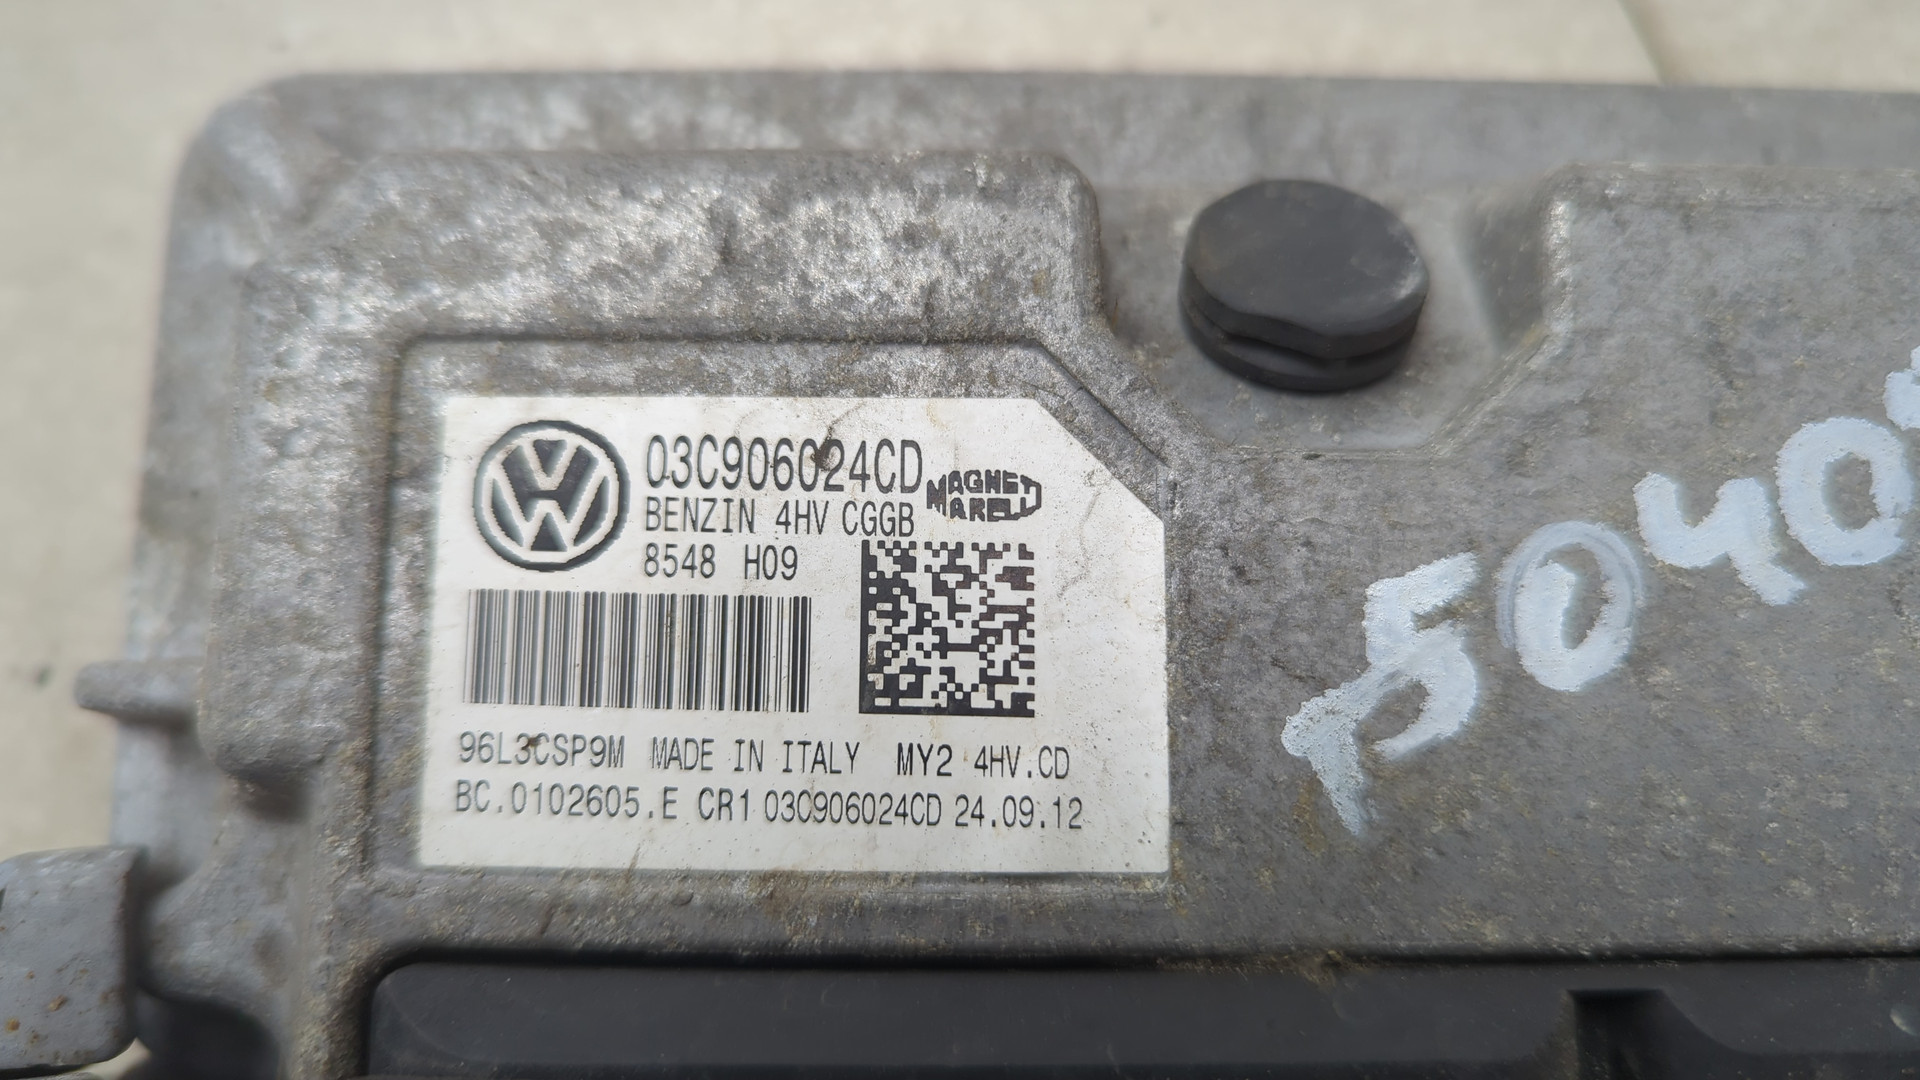 03C906024CD
MAGNETI
MARELLI
BENZIN 4HV CGGB
8548 H09
96L3CSP9M MADE IN ITALY MY2 4HV.CD
BC.0102605.E CR1 03C906024CD 24.09.12